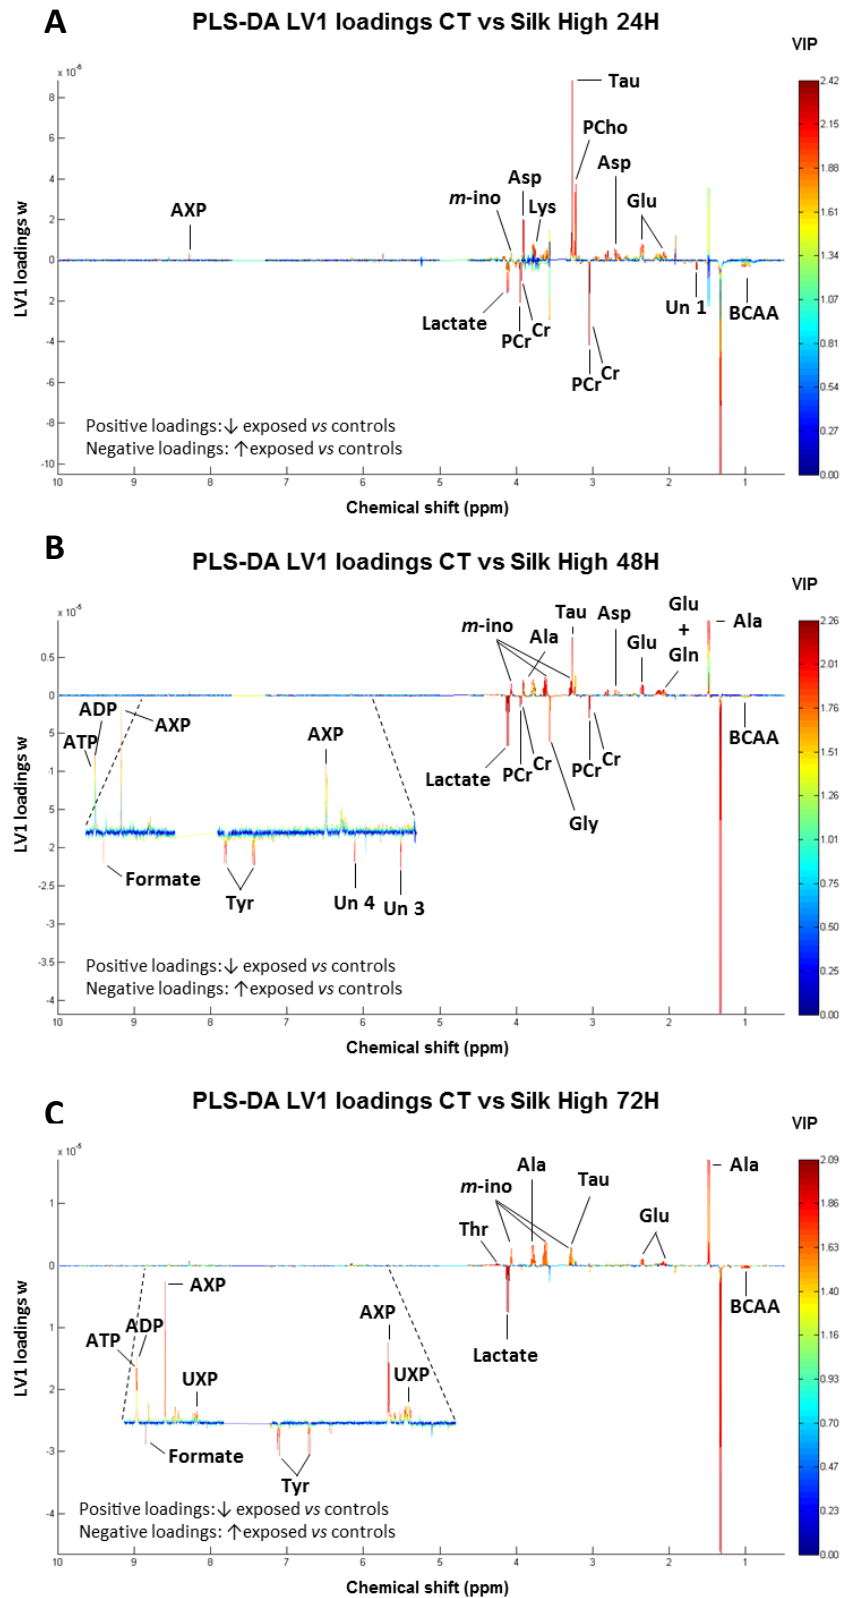 A
PLS-DA LV1 loadings CT vs Silk High 24H
VIP
x 10⁻⁶
LV1 loadings w
8
6
4
2
0
2
-4
-6
-8
-10
10
9
8
7
6
5
4
3
2
1
Chemical shift (ppm)
Tau
PCho
Asp
Asp
m-ino
Lys
Glu
AXP
Lactate
PCr
Cr
PCr
Cr
Un 1
BCAA
Positive loadings:↓ exposed vs controls
Negative loadings: ↑exposed vs controls
2.42
2.15
1.88
1.61
1.34
1.07
0.81
0.54
0.27
0.00
B
PLS-DA LV1 loadings CT vs Silk High 48H
VIP
x 10⁻⁵
LV1 loadings w
0.5
0
5
1
5
2
-2.5
-3
-3.5
-4
10
9
8
7
6
5
4
3
2
1
Chemical shift (ppm)
m-ino
Ala
Tau
Asp
Glu
Glu
+
Gln
Ala
ADP
ATP
AXP
AXP
Formate
Tyr
Un 4
Un 3
Lactate
PCr
Cr
Gly
PCr
Cr
BCAA
Positive loadings:↓ exposed vs controls
Negative loadings: ↑exposed vs controls
2.26
2.01
1.76
1.51
1.26
1.01
0.75
0.50
0.25
0.00
C
PLS-DA LV1 loadings CT vs Silk High 72H
VIP
x 10⁻⁵
LV1 loadings w
1
0
1
2
-3
-4
10
9
8
7
6
5
4
3
2
1
Chemical shift (ppm)
Thr
m-ino
Ala
Tau
Glu
Ala
ATP
ADP
AXP
UXP
AXP
UXP
Formate
Tyr
Lactate
BCAA
Positive loadings:↓ exposed vs controls
Negative loadings: ↑exposed vs controls
2.09
1.86
1.63
1.40
1.16
0.93
0.70
0.47
0.23
0.00